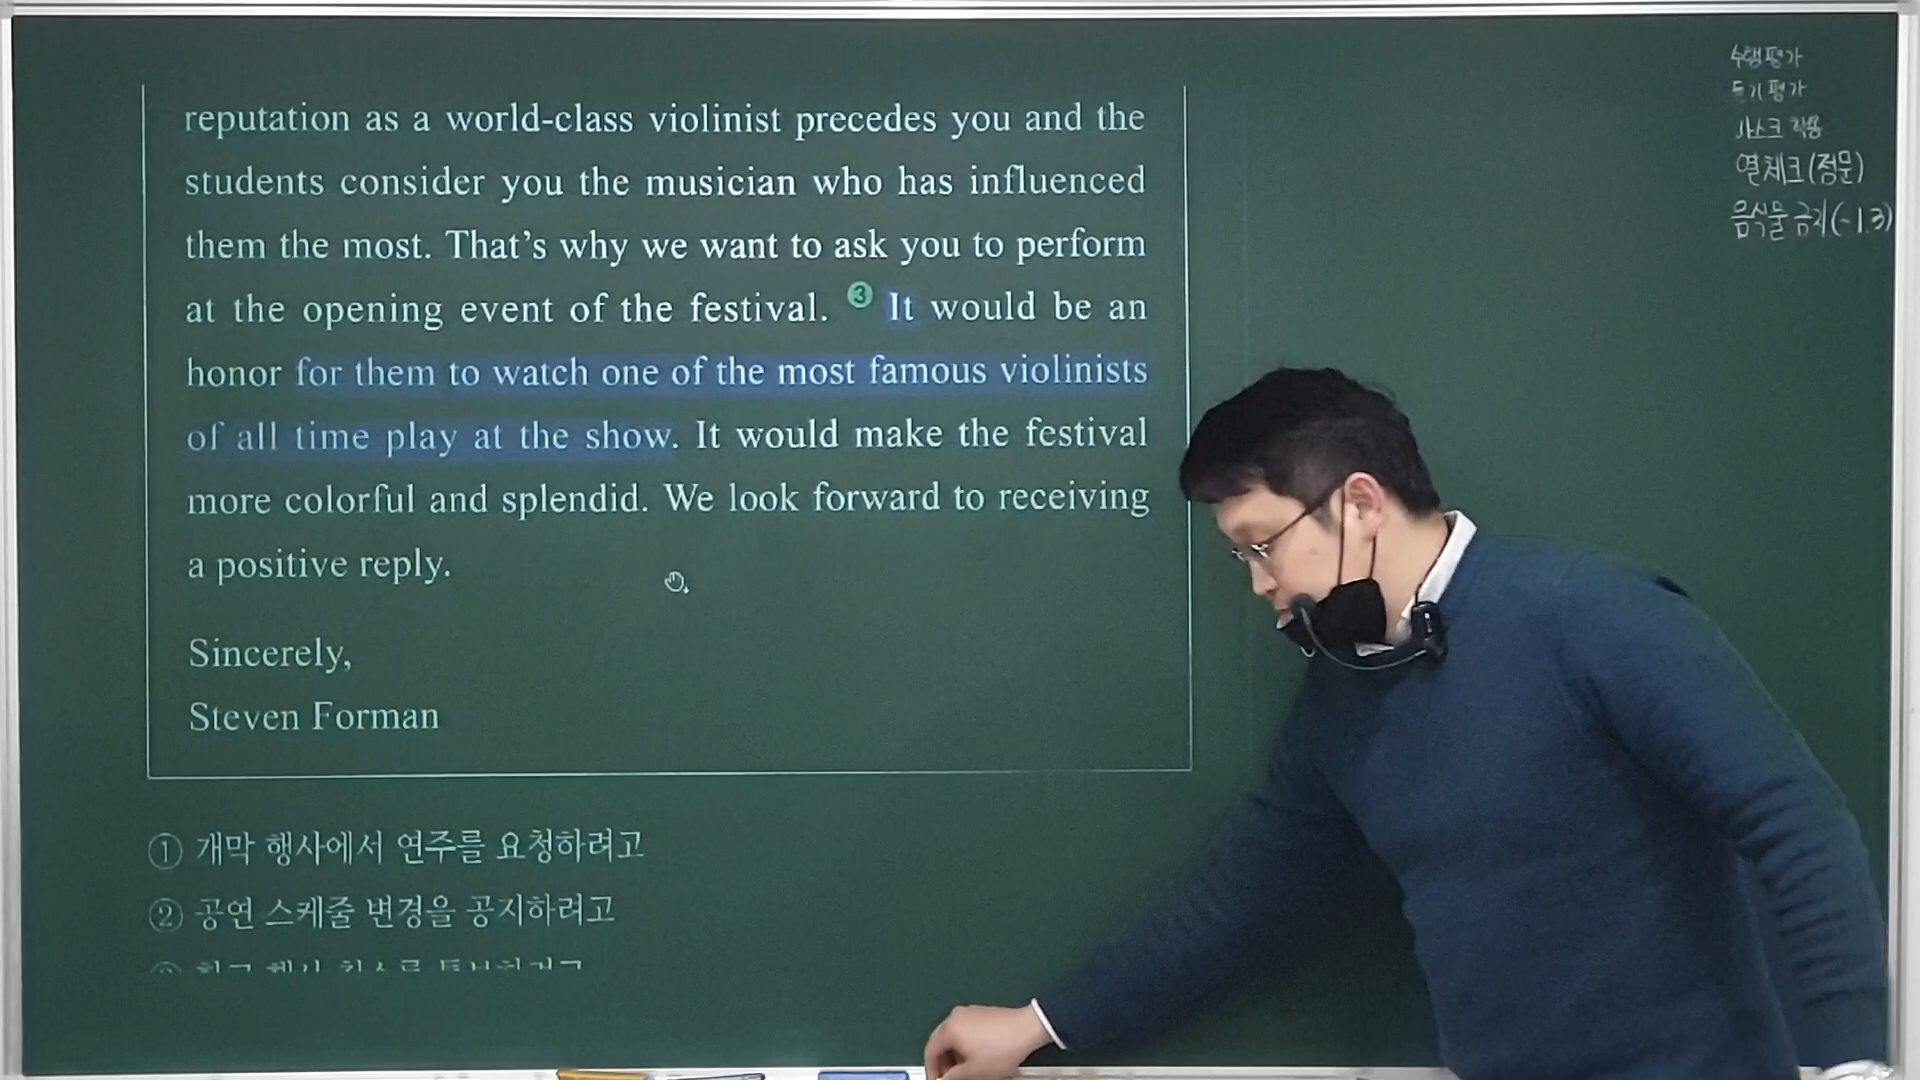 reputation as a world-class violinist precedes you and the
students consider you the musician who has influenced
them the most. That's why we want to ask you to perform
at the opening event of the festival. ③ It would be an
honor for them to watch one of the most famous violinists
of all time play at the show. It would make the festival
more colorful and splendid. We look forward to receiving
a positive reply.
Sincerely,
Steven Forman
① 개막 행사에서 연주를 요청하려고
② 공연 스케줄 변경을 공지하려고
수행평가
듣기평가
마스크 착용
열체크(정문)
음식물 금지(-1.3)